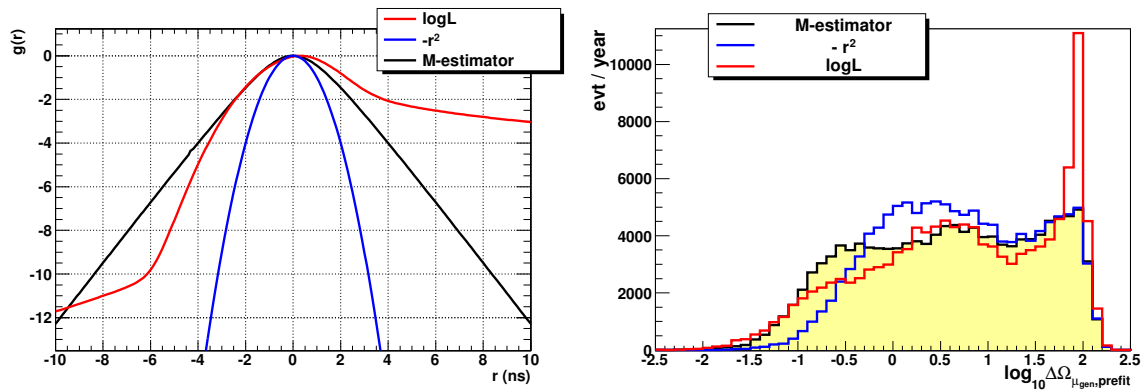 g(r)
logL
-r²
M-estimator
0
-2
-4
-6
-8
-10
-12
-10 -8 -6 -4 -2 0 2 4 6 8 10
r (ns)
evt / year
M-estimator
- r²
logL
10000
8000
6000
4000
2000
0
-2.5 -2 -1.5 -1 -0.5 0 0.5 1 1.5 2 2.5
log₁₀ΔΩ_μgen,prefit